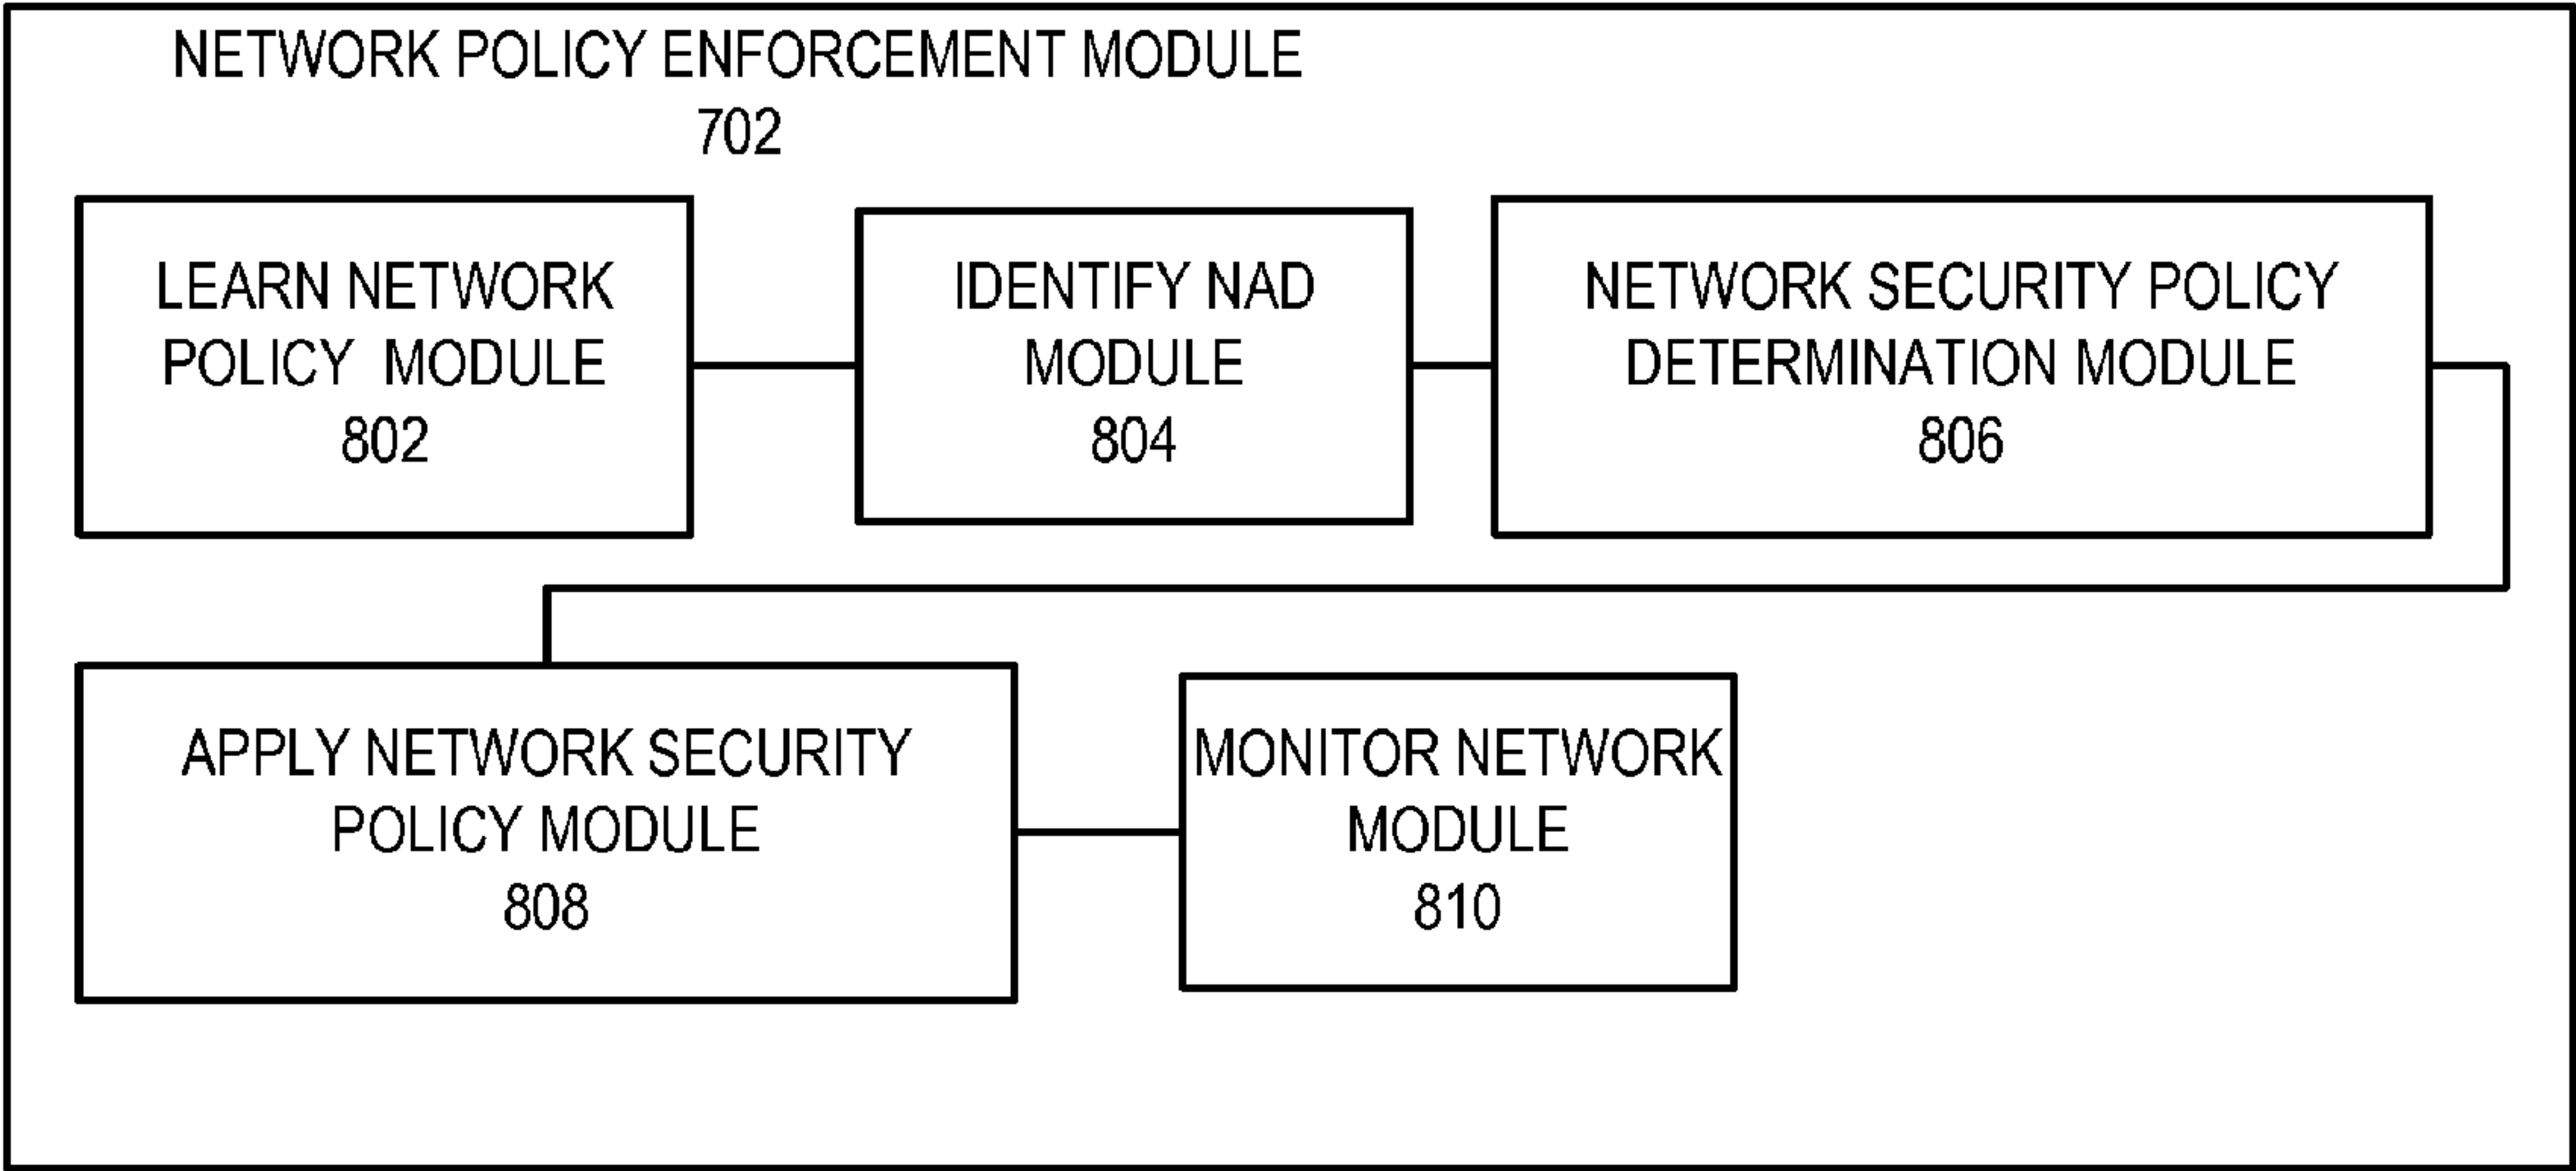 NETWORK POLICY ENFORCEMENT MODULE
702
LEARN NETWORK
POLICY MODULE
802
IDENTIFY NAD
MODULE
804
NETWORK SECURITY POLICY
DETERMINATION MODULE
806
APPLY NETWORK SECURITY
POLICY MODULE
808
MONITOR NETWORK
MODULE
810